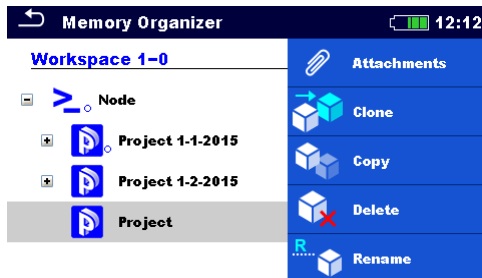 Memory Organizer 12:12
Workspace 1-0
Attachments
Node
Clone
Project 1-1-2015
Copy
Project 1-2-2015
Delete
Project
R
Rename